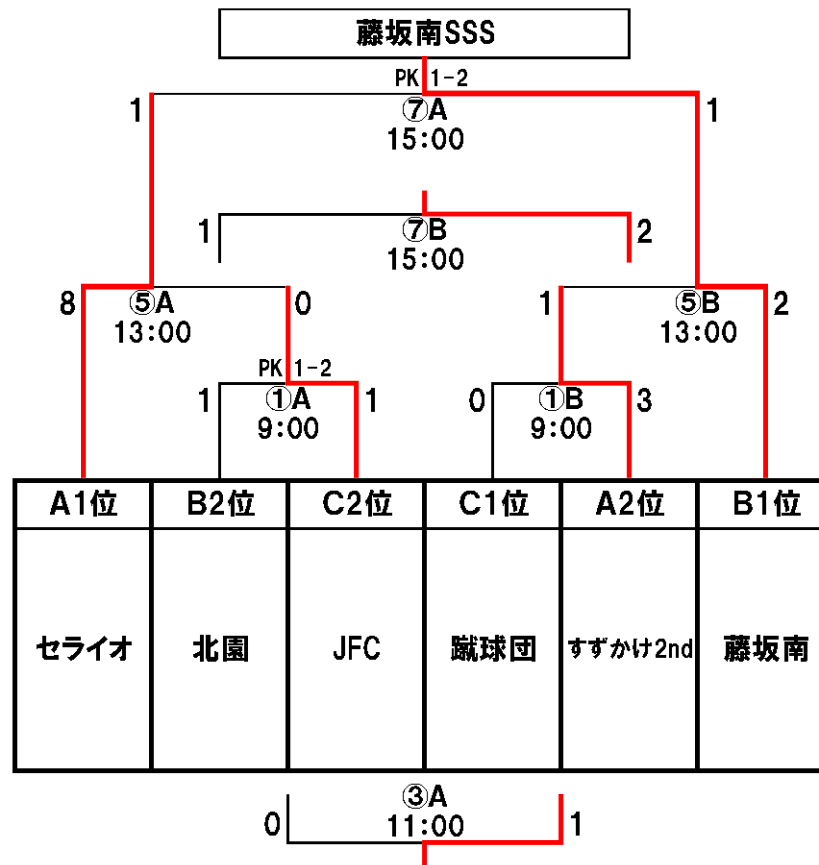 藤坂南SSS
PK 1-2
1 ⑦A 1
15:00
1 ⑦B 2
15:00
8 ⑤A 0 1 ⑤B 2
13:00 13:00
PK 1-2
1 ①A 1 0 ①B 3
9:00 9:00
A1位 B2位 C2位 C1位 A2位 B1位
セライオ 北園 JFC 蹴球団 すずかけ2nd 藤坂南
③A
0 11:00 1